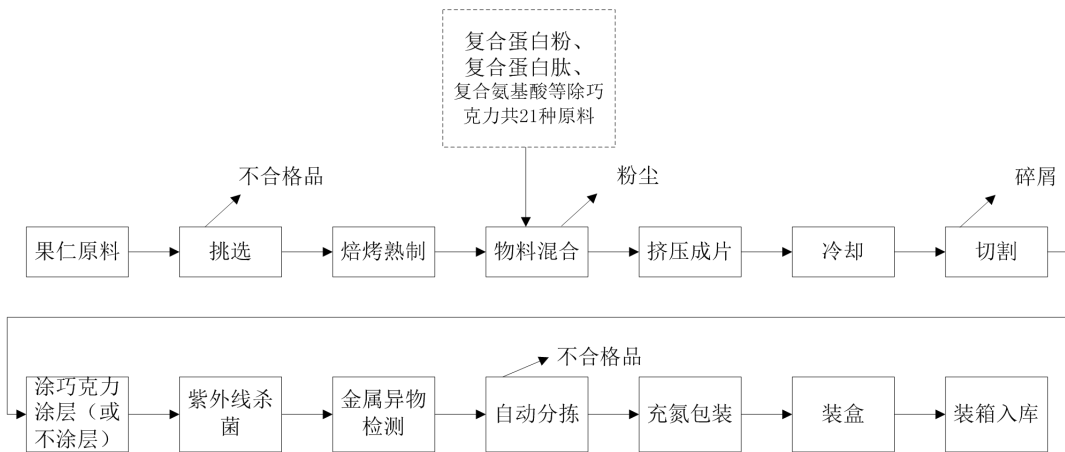 复合蛋白粉、
复合蛋白肽、
复合氨基酸等除巧
克力共21种原料
不合格品
粉尘
碎屑
果仁原料
挑选
焙烤熟制
物料混合
挤压成片
冷却
切割
不合格品
涂巧克力
涂层（或
不涂层）
紫外线杀
菌
金属异物
检测
自动分拣
充氮包装
装盒
装箱入库